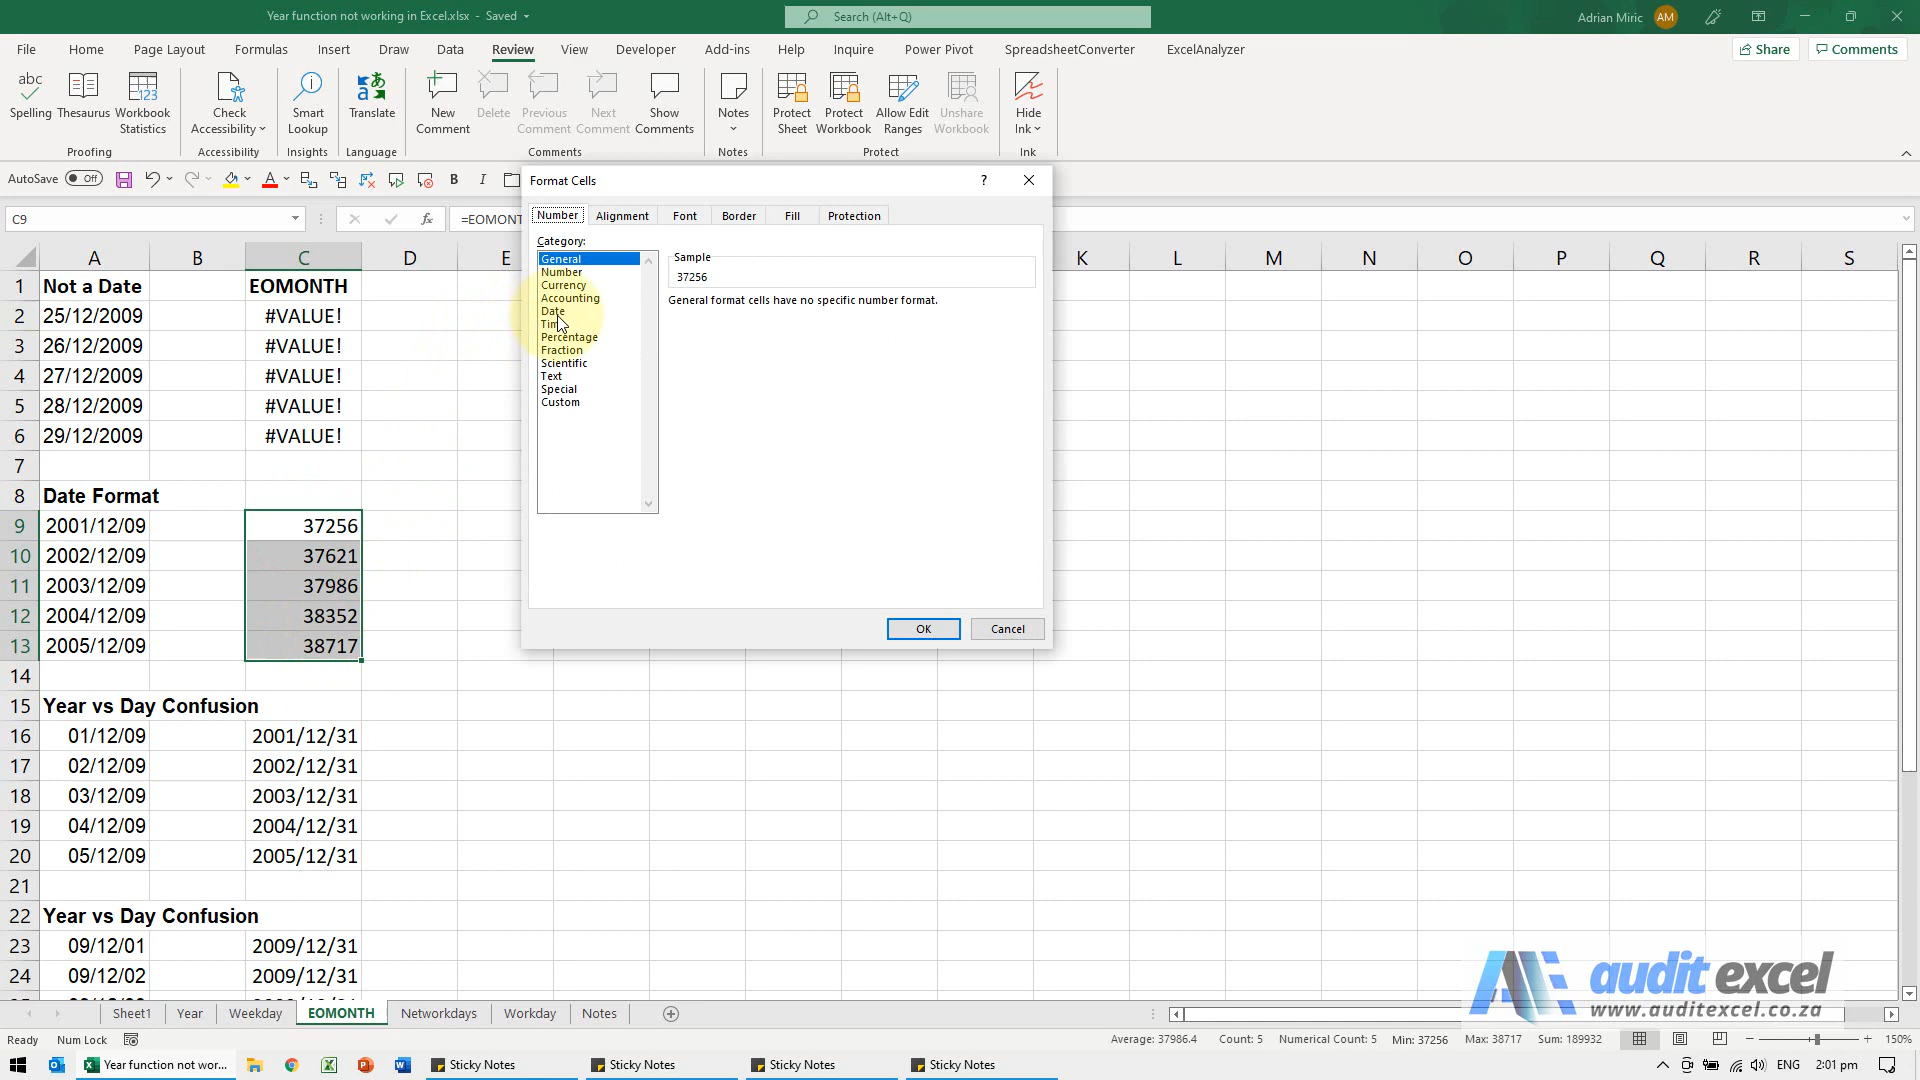 Year function not working in Excel.xlsx - Saved
Search (Alt+Q)
Adrian Miric
AM
File Home Page Layout Formulas Insert Draw Data Review View Developer Add-ins Help Inquire Power Pivot SpreadsheetConverter ExcelAnalyzer
Share
Comments
abc
123
Spelling Thesaurus Workbook Statistics
Check Accessibility
Smart Lookup
Translate
New Comment
Delete
Previous Comment
Next Comment
Show Comments
Notes
Protect Sheet
Protect Workbook
Allow Edit Ranges
Unshare Workbook
Hide Ink
Proofing Accessibility Insights Language Comments Notes Protect Ink
AutoSave Off
B I
C9
fx
=EOMONT
A B C D E K L M N O P Q R S
1 Not a Date EOMONTH
2 25/12/2009 #VALUE!
3 26/12/2009 #VALUE!
4 27/12/2009 #VALUE!
5 28/12/2009 #VALUE!
6 29/12/2009 #VALUE!
7
8 Date Format
9 2001/12/09 37256
10 2002/12/09 37621
11 2003/12/09 37986
12 2004/12/09 38352
13 2005/12/09 38717
14
15 Year vs Day Confusion
16 01/12/09 2001/12/31
17 02/12/09 2002/12/31
18 03/12/09 2003/12/31
19 04/12/09 2004/12/31
20 05/12/09 2005/12/31
21
22 Year vs Day Confusion
23 09/12/01 2009/12/31
24 09/12/02 2009/12/31
Format Cells
?
Number Alignment Font Border Fill Protection
Category:
General
Number
Currency
Accounting
Date
Percentage
Fraction
Scientific
Text
Special
Custom
Sample
37256
General format cells have no specific number format.
OK
Cancel
audit excel
www.auditexcel.co.za
Sheet1 Year Weekday EOMONTH Networkdays Workday Notes
Ready Num Lock
Average: 37986.4 Count: 5 Numerical Count: 5 Min: 37256 Max: 38717 Sum: 189932
150%
Year function not wor...
Sticky Notes
Sticky Notes
Sticky Notes
Sticky Notes
ENG
2:01 pm